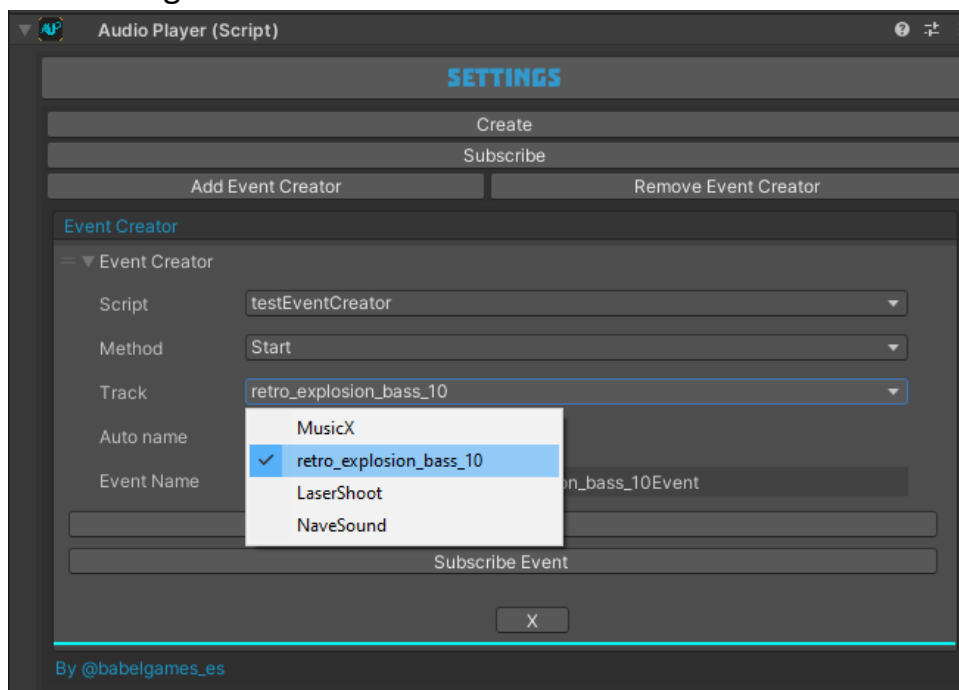 Audio Player (Script)
SETTINGS
Create
Subscribe
Add Event Creator Remove Event Creator
Event Creator
Event Creator
Script testEventCreator
Method Start
Track retro_explosion_bass_10
MusicX
Auto name
retro_explosion_bass_10
Event Name on_bass_10Event
LaserShoot
NaveSound
Subscribe Event
X
By @babelgames_es